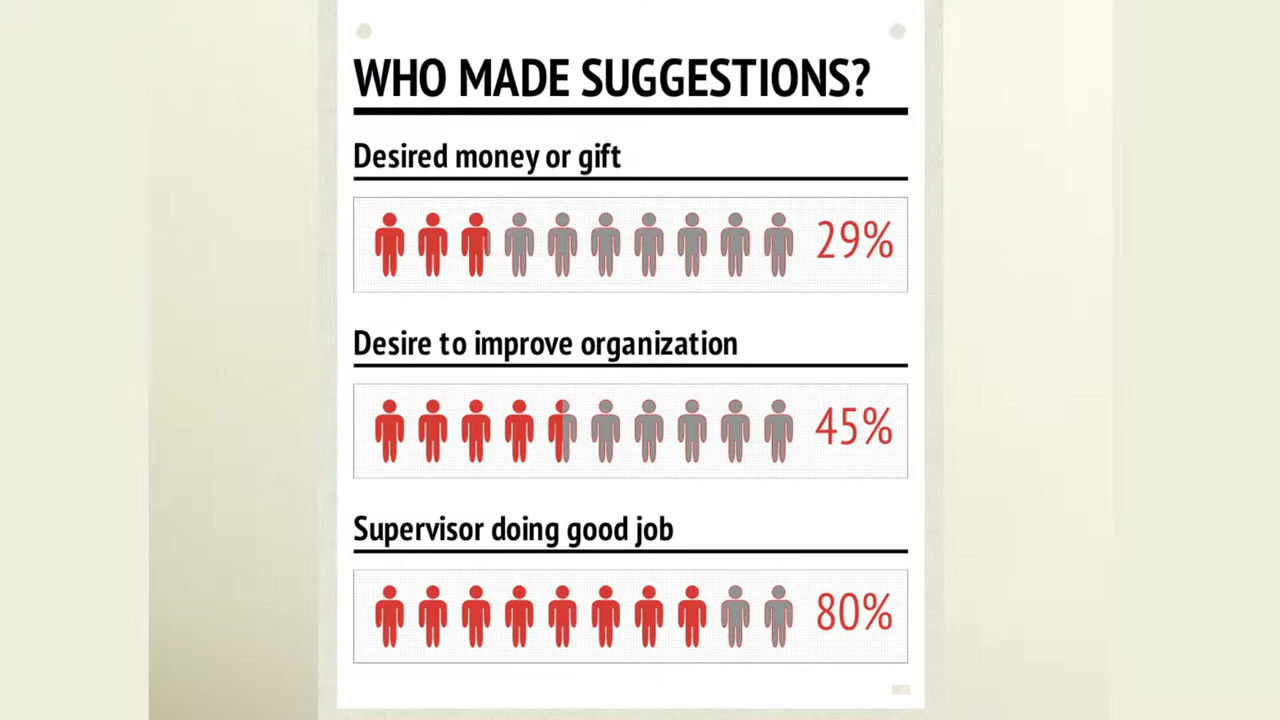 WHO MADE SUGGESTIONS?
Desired money or gift
29%
Desire to improve organization
45%
Supervisor doing good job
80%